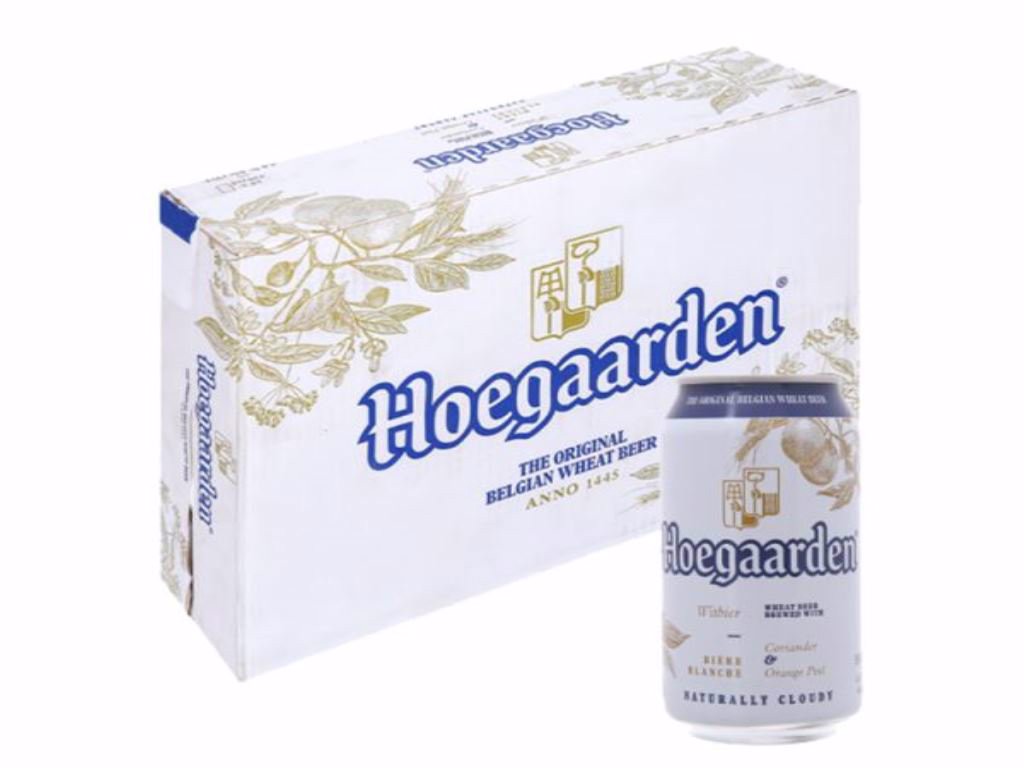 Hoegaarden
Hoegaarden®
THE ORIGINAL
BELGIAN WHEAT BEER
ANNO 1445
Hoegaarden
THE ORIGINAL BELGIAN WHEAT BEER
Hoegaarden
Witbier
WHEAT BEER
BREWED WITH
—
BIERE
BLANCHE
Coriander
&
Orange Peel
NATURALLY CLOUDY